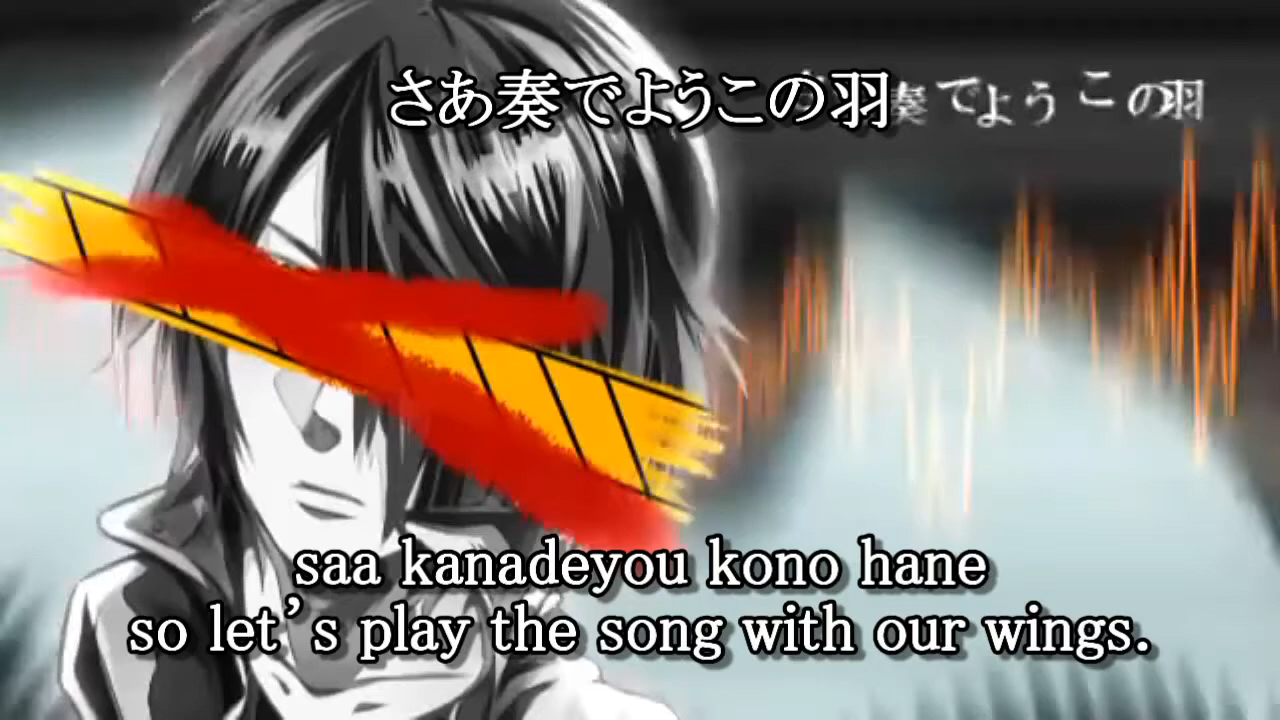 さあ奏でようこの羽
奏でようこの羽
saa kanadeyou kono hane
so let's play the song with our wings.